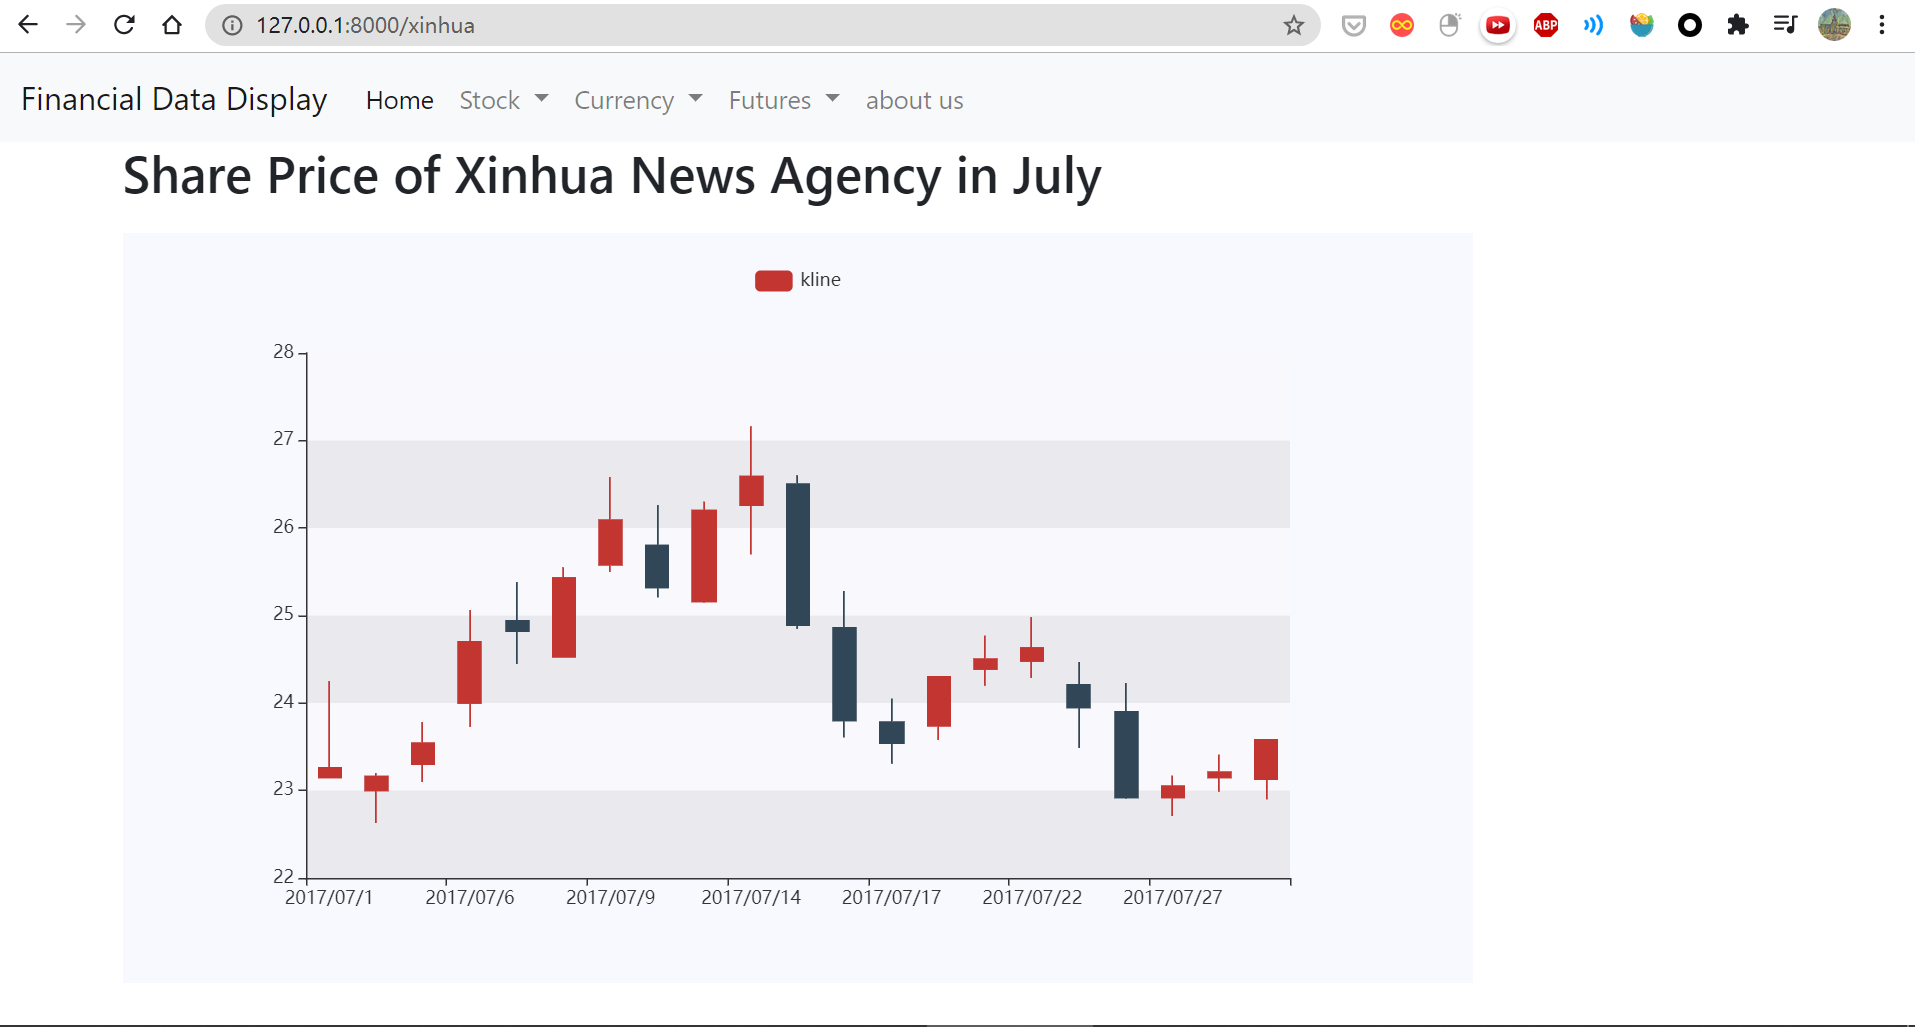 127.0.0.1:8000/xinhua
ABP
Financial Data Display Home Stock Currency Futures about us
Share Price of Xinhua News Agency in July
kline
28
27
26
25
24
23
22
2017/07/1 2017/07/6 2017/07/9 2017/07/14 2017/07/17 2017/07/22 2017/07/27